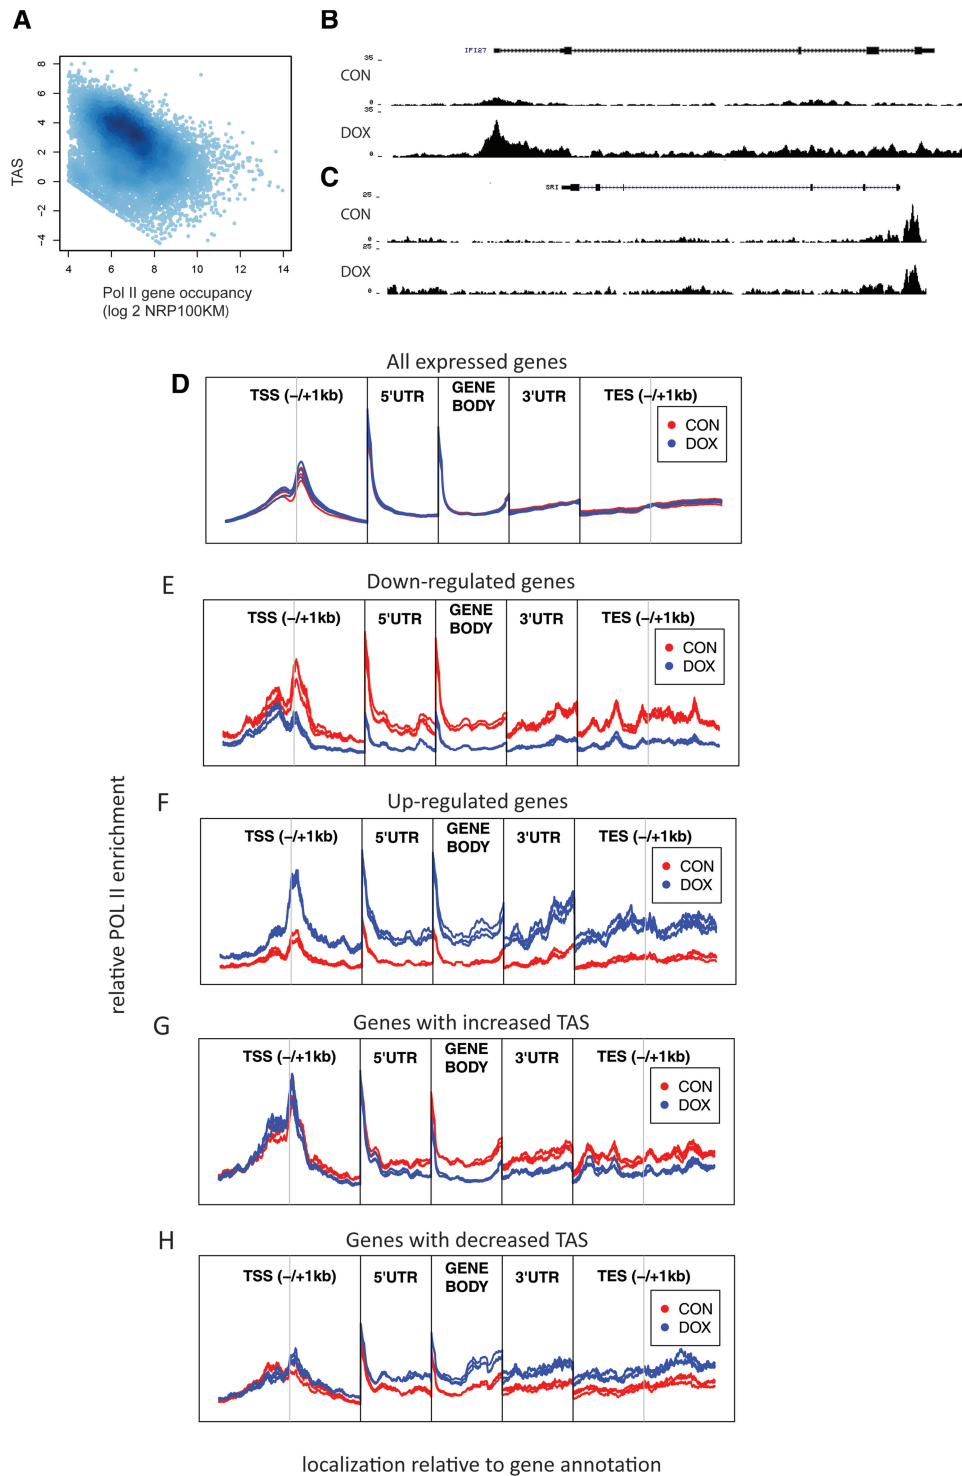 A
8
6
4
2
0
−2
−4
TAS
4 6 8 10 12 14
Pol II gene occupancy
(log 2 NRP100KM)
B
IFI27
35
CON
0
35
DOX
0
C
SRI
25
CON
0
25
DOX
0
All expressed genes
D
TSS (−/+1kb) 5'UTR GENE BODY 3'UTR TES (−/+1kb)
CON
DOX
Down-regulated genes
E
TSS (−/+1kb) 5'UTR GENE BODY 3'UTR TES (−/+1kb)
CON
DOX
Up-regulated genes
F
TSS (−/+1kb) 5'UTR GENE BODY 3'UTR TES (−/+1kb)
CON
DOX
relative POL II enrichment
Genes with increased TAS
G
TSS (−/+1kb) 5'UTR GENE BODY 3'UTR TES (−/+1kb)
CON
DOX
Genes with decreased TAS
H
TSS (−/+1kb) 5'UTR GENE BODY 3'UTR TES (−/+1kb)
CON
DOX
localization relative to gene annotation